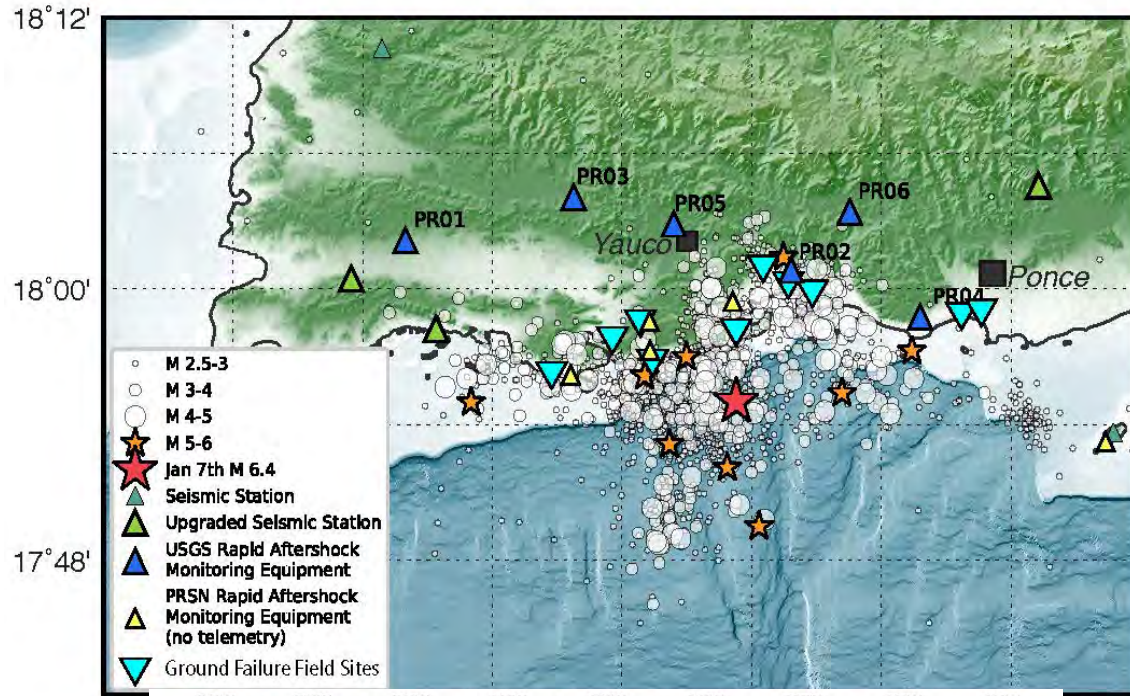 18°12'
PR03
PR05
PR06
PR01
Yauco
PR02
18°00'
PR04
Ponce
M 2.5-3
M 3-4
M 4-5
M 5-6
Jan 7th M 6.4
Seismic Station
Upgraded Seismic Station
USGS Rapid Aftershock
Monitoring Equipment
PRSN Rapid Aftershock
Monitoring Equipment
(no telemetry)
Ground Failure Field Sites
17°48'